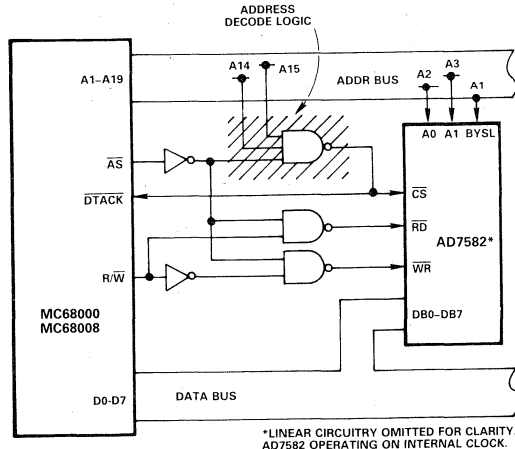 ADDRESS
DECODE LOGIC
A1–A19
A14
A15
ADDR BUS
A2
A3
A1
A0 A1 BYSL
AS
DTACK
CS
RD
AD7582*
R/W
WR
MC68000
MC68008
DB0–DB7
D0-D7
DATA BUS
*LINEAR CIRCUITRY OMITTED FOR CLARITY.
AD7582 OPERATING ON INTERNAL CLOCK.